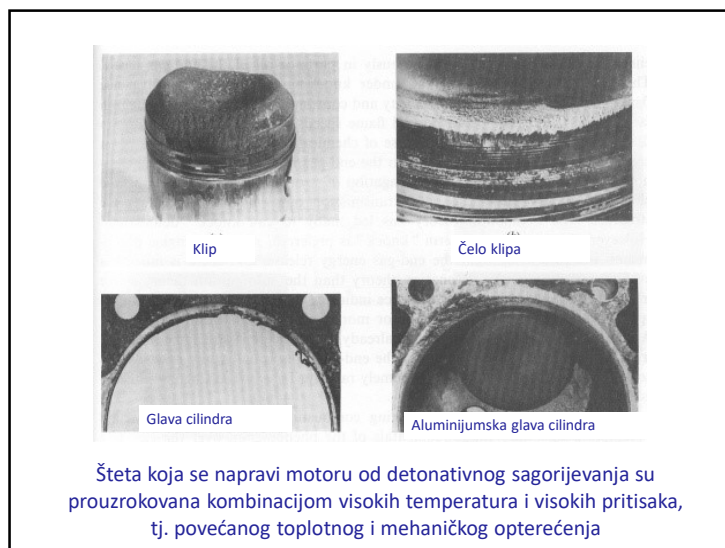 Klip
Čelo klipa
Glava cilindra
Aluminijumska glava cilindra
Šteta koja se napravi motoru od detonativnog sagorijevanja su
prouzrokovana kombinacijom visokih temperatura i visokih pritisaka,
tj. povećanog toplotnog i mehaničkog opterećenja